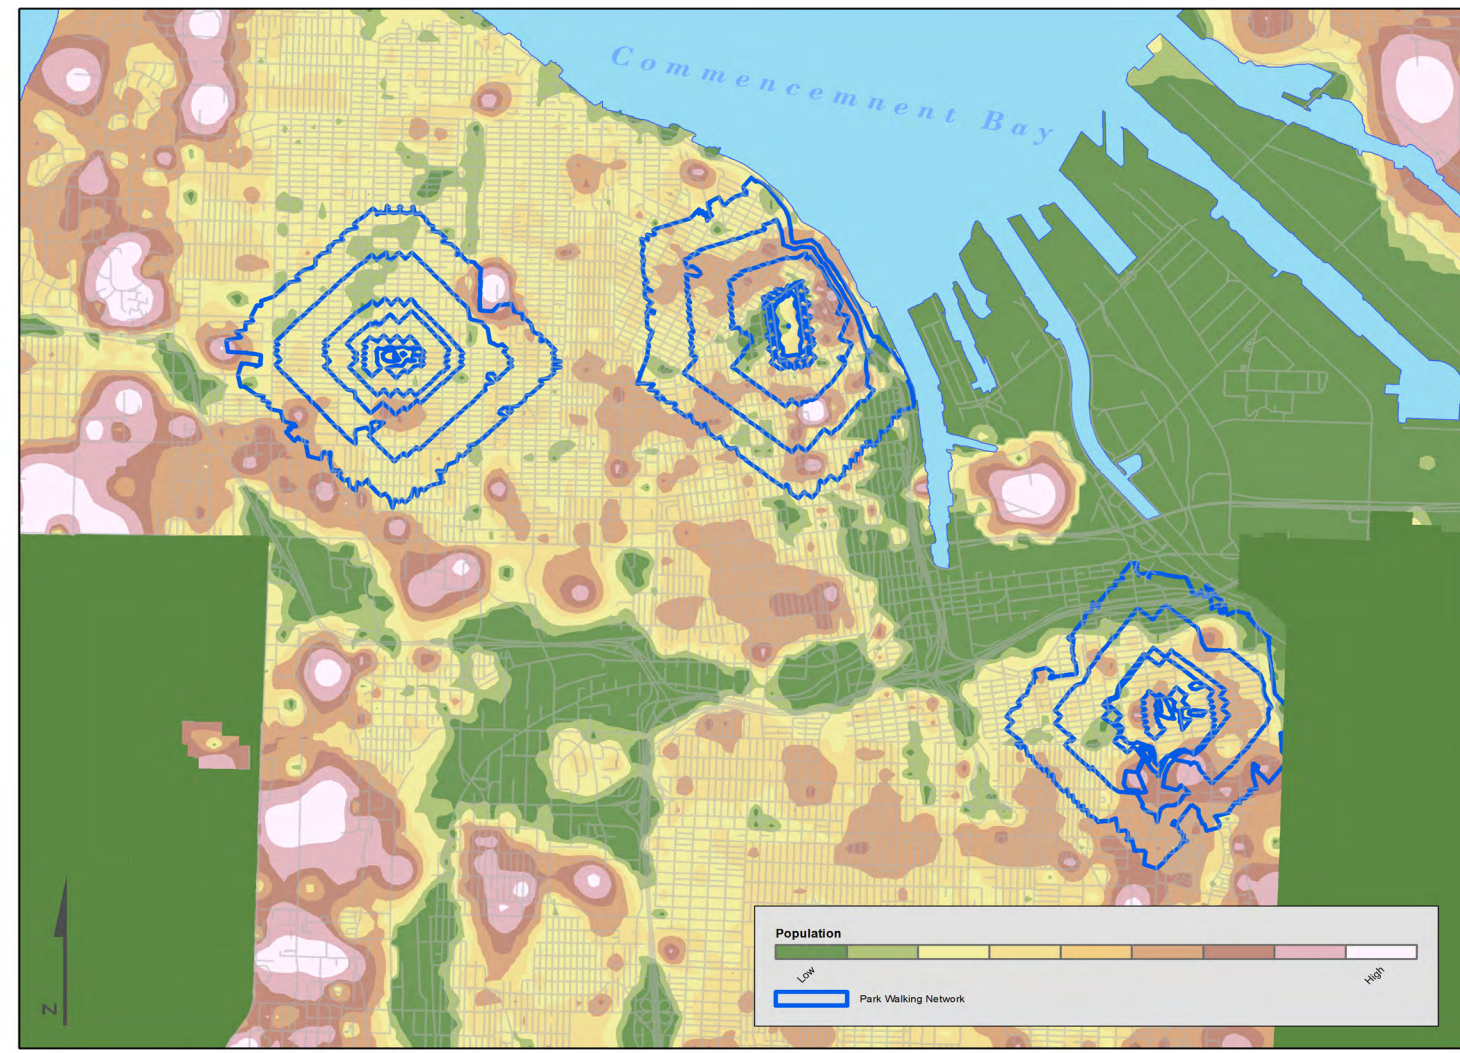 Commencemnent Bay
Population
Low
High
Park Walking Network
N